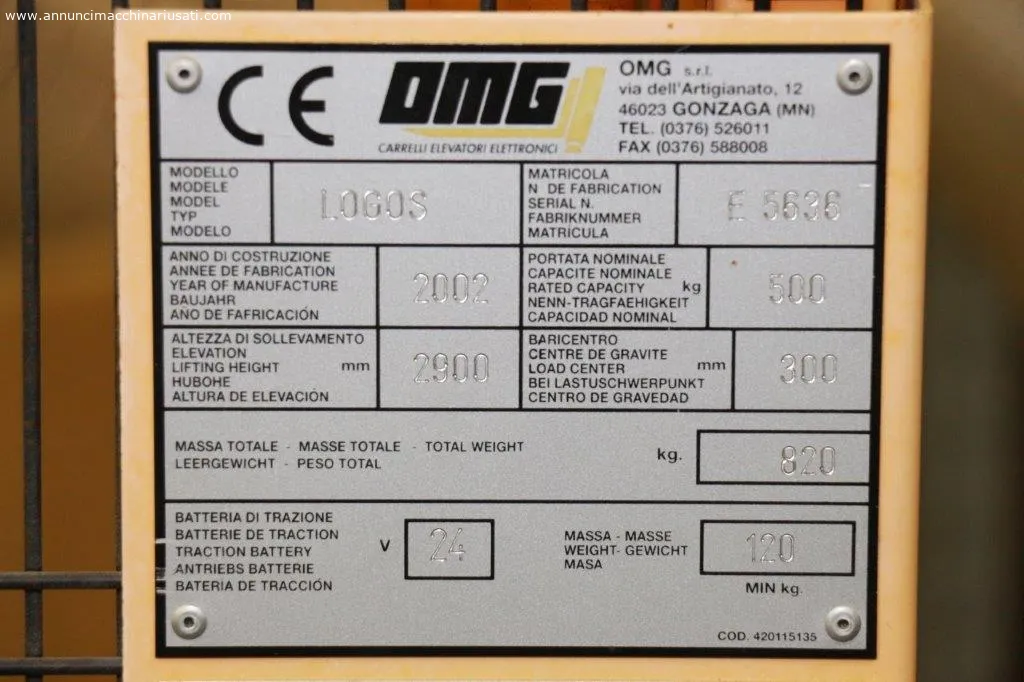 www.annuncimacchinariusati.com
CE
OMG
CARRELLI ELEVATORI ELETTRONICI
OMG s.r.l.
via dell'Artigianato, 12
46023 GONZAGA (MN)
TEL. (0376) 526011
FAX (0376) 588008
MODELLO
MODELE
MODEL
TYP
MODELO
LOGOS
MATRICOLA
N DE FABRICATION
SERIAL N.
FABRIKNUMMER
MATRÍCULA
E 5636
ANNO DI COSTRUZIONE
ANNEE DE FABRICATION
YEAR OF MANUFACTURE
BAUJAHR
AÑO DE FAFRICACIÓN
2002
PORTATA NOMINALE
CAPACITE NOMINALE
RATED CAPACITY kg
NENN-TRAGFAEHIGKEIT
CAPACIDAD NOMINAL
500
ALTEZZA DI SOLLEVAMENTO
ELEVATION
LIFTING HEIGHT mm
HUBOHE
ALTURA DE ELEVACIÓN
2900
BARICENTRO
CENTRE DE GRAVITE
LOAD CENTER mm
BEI LASTUSCHWERPUNKT
CENTRO DE GRAVEDAD
300
MASSA TOTALE - MASSE TOTALE - TOTAL WEIGHT
LEERGEWICHT - PESO TOTAL
kg. 820
BATTERIA DI TRAZIONE
BATTERIE DE TRACTION
TRACTION BATTERY
ANTRIEBS BATTERIE
BATERIA DE TRACCIÓN
V 24
MASSA - MASSE
WEIGHT- GEWICHT
MASA
120
MIN kg.
COD. 420115135